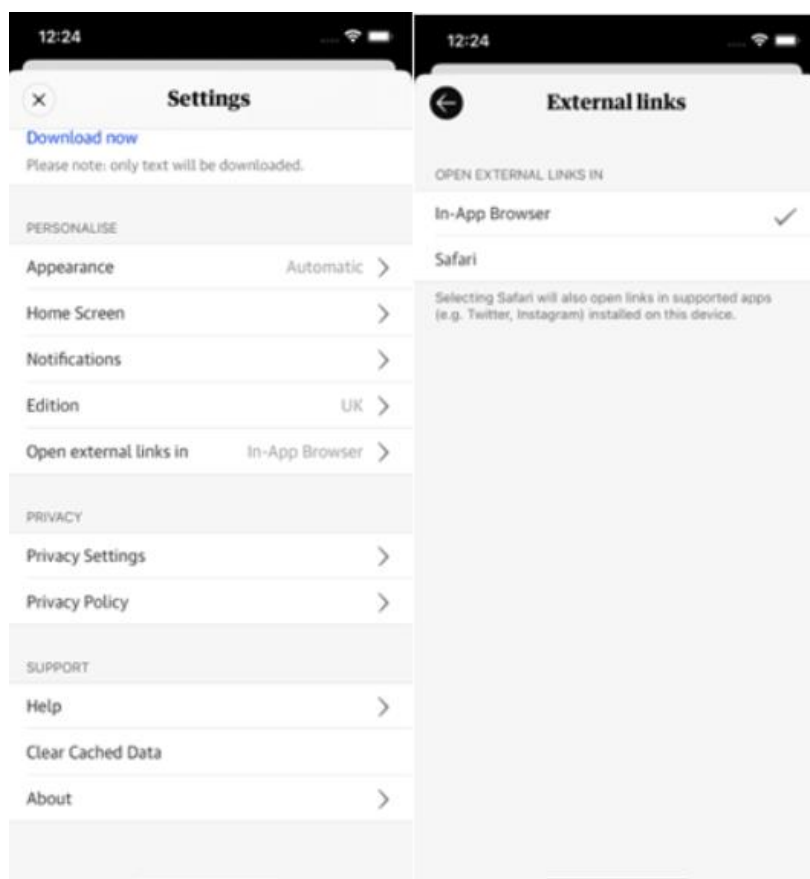 12:24
Settings
Download now
Please note: only text will be downloaded.
PERSONALISE
Appearance Automatic
Home Screen
Notifications
Edition UK
Open external links in In-App Browser
PRIVACY
Privacy Settings
Privacy Policy
SUPPORT
Help
Clear Cached Data
About
12:24
External links
OPEN EXTERNAL LINKS IN
In-App Browser
Safari
Selecting Safari will also open links in supported apps
(e.g. Twitter, Instagram) installed on this device.